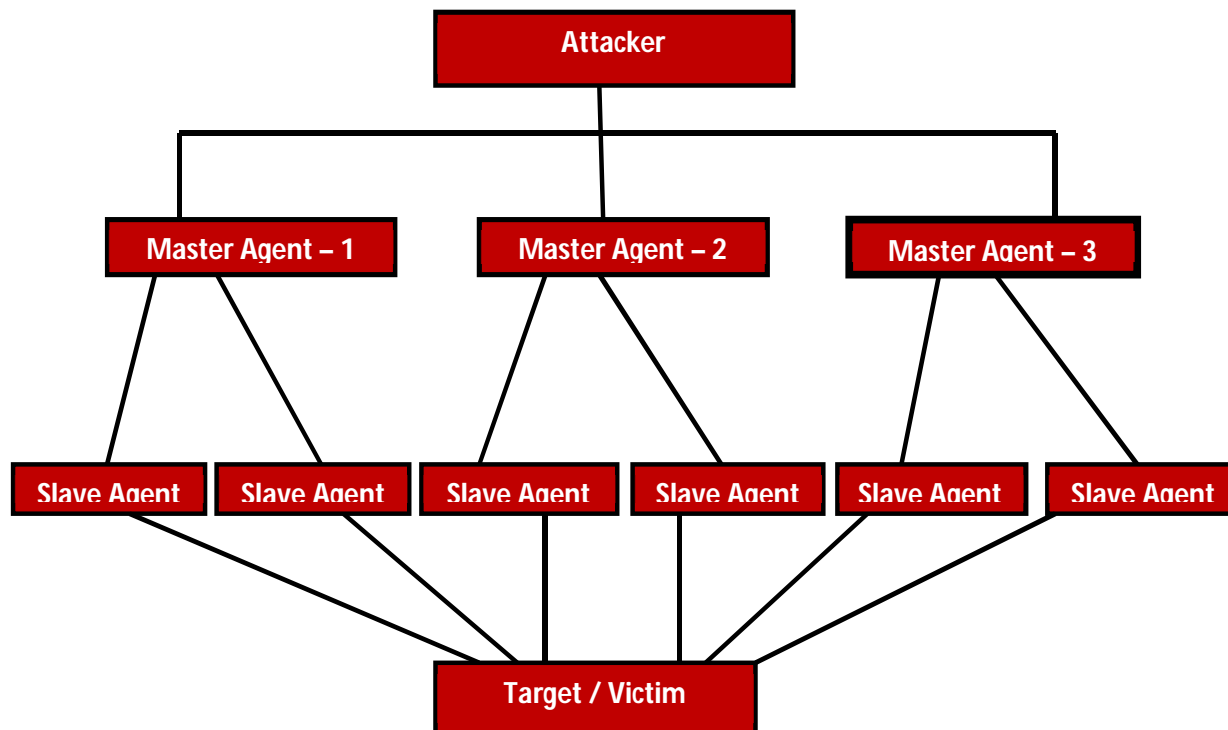 Attacker
Master Agent – 1
Master Agent – 2
Master Agent – 3
Slave Agent
Slave Agent
Slave Agent
Slave Agent
Slave Agent
Slave Agent
Target / Victim